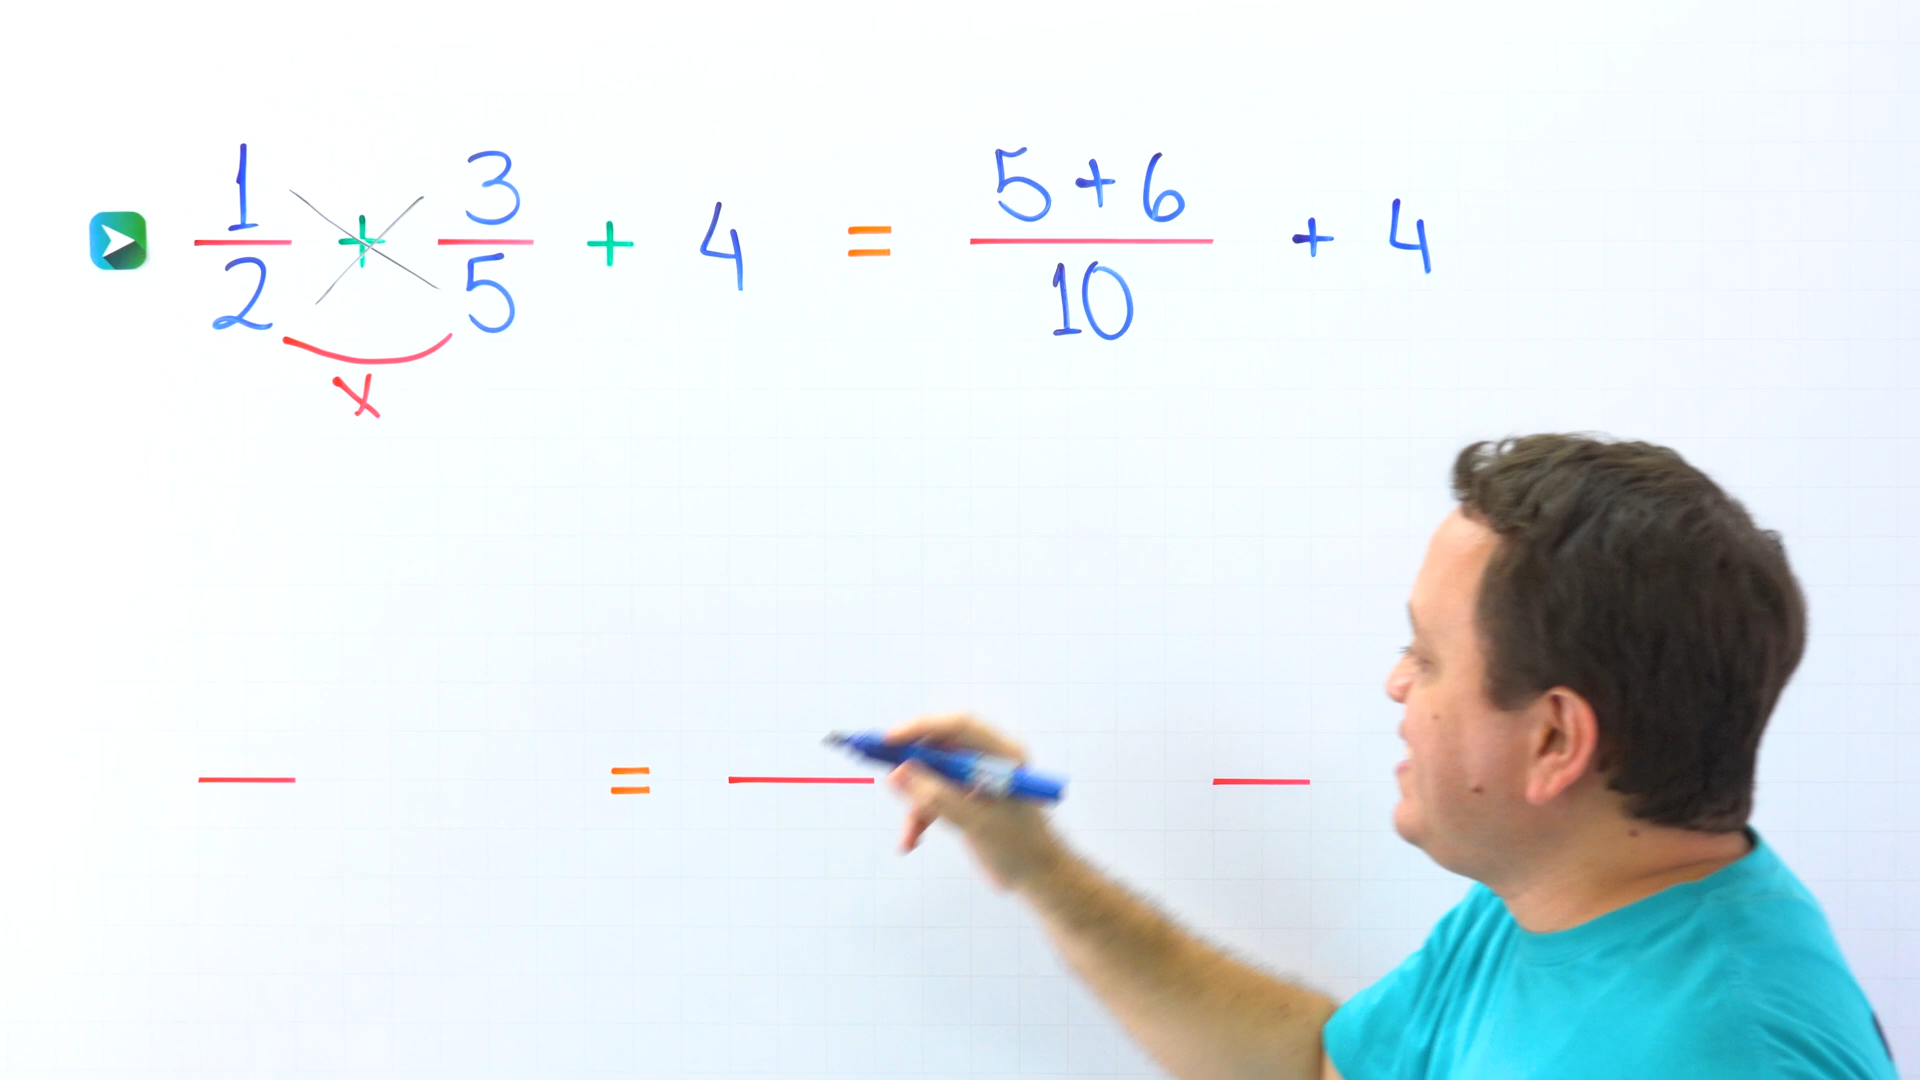 1/2 + 3/5 + 4 = (5 + 6)/10 + 4
x
=